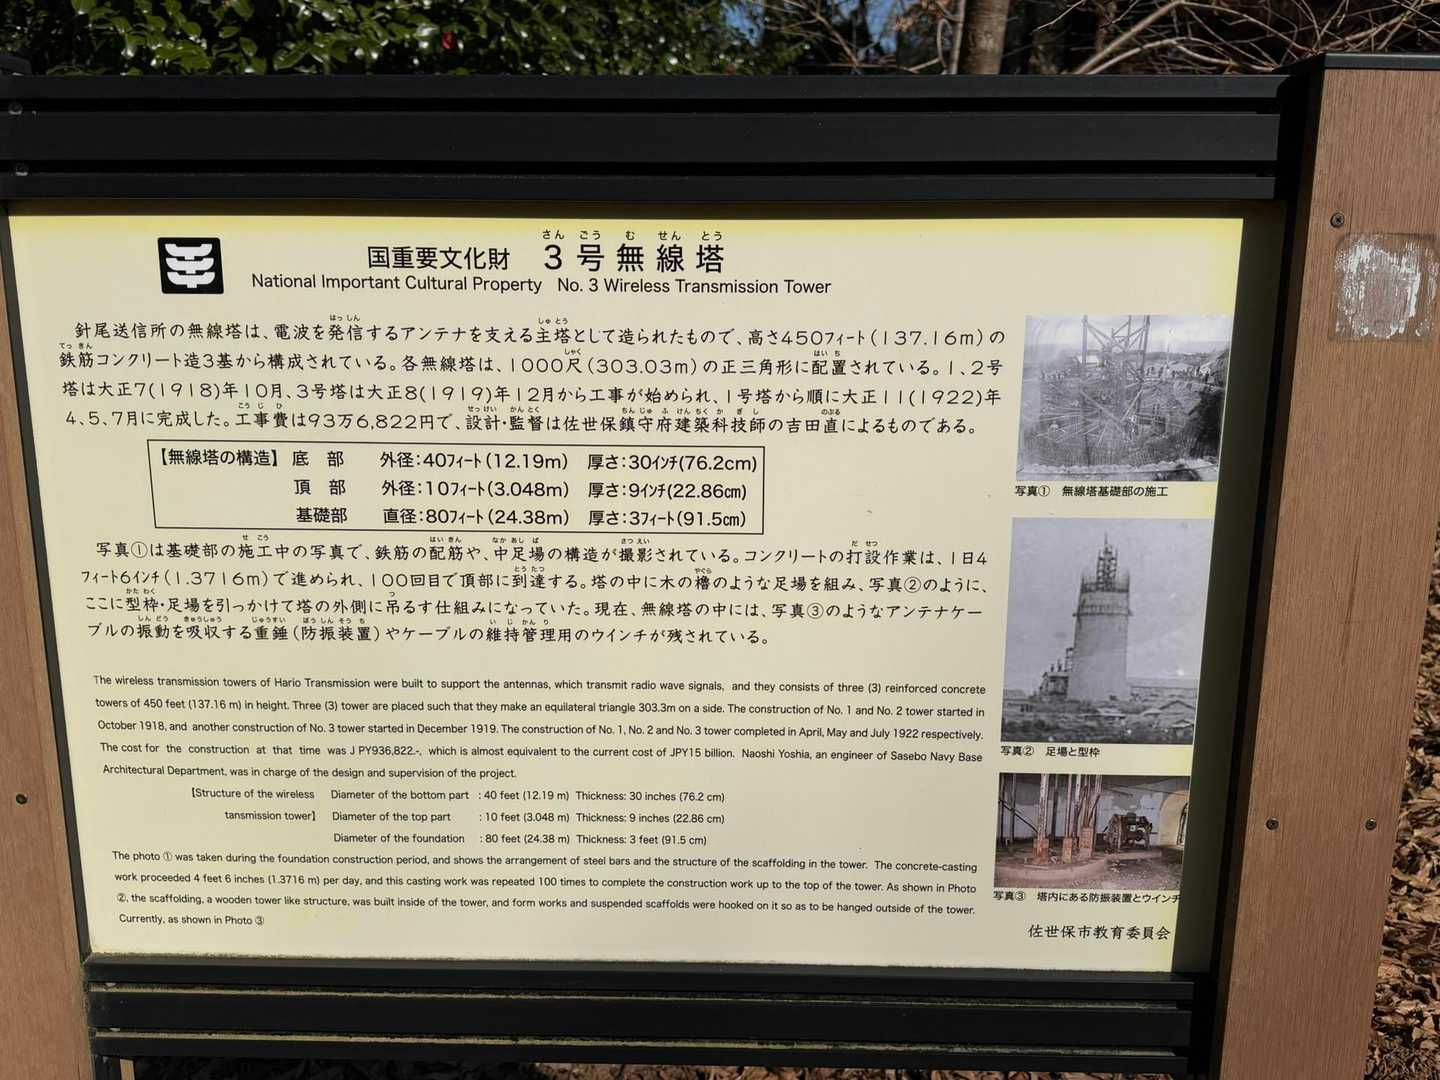 国重要文化財 3号無線塔
さん ごう む せん とう
National Important Cultural Property No. 3 Wireless Transmission Tower
針尾送信所の無線塔は、電波を発信するアンテナを支える主塔として造られたもので、高さ450フィート(137.16m)の
鉄筋コンクリート造3基から構成されている。各無線塔は、1000尺(303.03m)の正三角形に配置されている。1、2号
塔は大正7(1918)年10月、3号塔は大正8(1919)年12月から工事が始められ、1号塔から順に大正11(1922)年
4、5、7月に完成した。工事費は93万6,822円で、設計・監督は佐世保鎮守府建築科技師の吉田直によるものである。
【無線塔の構造】 底 部 外径:40フィート(12.19m) 厚さ:30インチ(76.2cm)
頂 部 外径:10フィート(3.048m) 厚さ:9インチ(22.86cm)
基礎部 直径:80フィート(24.38m) 厚さ:3フィート(91.5cm)
写真①は基礎部の施工中の写真で、鉄筋の配筋や、中足場の構造が撮影されている。コンクリートの打設作業は、1日4
フィート6インチ(1.3716m)で進められ、100回目で頂部に到達する。塔の中に木の櫓のような足場を組み、写真②のように、
ここに型枠・足場を引っかけて塔の外側に吊るす仕組みになっていた。現在、無線塔の中には、写真③のようなアンテナケー
ブルの振動を吸収する重錘(防振装置)やケーブルの維持管理用のウインチが残されている。
The wireless transmission towers of Hario Transmission were built to support the antennas, which transmit radio wave signals, and they consists of three (3) reinforced concrete
towers of 450 feet (137.16 m) in height. Three (3) tower are placed such that they make an equilateral triangle 303.3m on a side. The construction of No. 1 and No. 2 tower started in
October 1918, and another construction of No. 3 tower started in December 1919. The construction of No. 1, No. 2 and No. 3 tower completed in April, May and July 1922 respectively.
The cost for the construction at that time was J PY936,822.-, which is almost equivalent to the current cost of JPY15 billion. Naoshi Yoshia, an engineer of Sasebo Navy Base
Architectural Department, was in charge of the design and supervision of the project.
【Structure of the wireless Diameter of the bottom part : 40 feet (12.19 m) Thickness: 30 inches (76.2 cm)
tansmission tower】 Diameter of the top part : 10 feet (3.048 m) Thickness: 9 inches (22.86 cm)
Diameter of the foundation : 80 feet (24.38 m) Thickness: 3 feet (91.5 cm)
The photo ① was taken during the foundation construction period, and shows the arrangement of steel bars and the structure of the scaffolding in the tower. The concrete-casting
work proceeded 4 feet 6 inches (1.3716 m) per day, and this casting work was repeated 100 times to complete the construction work up to the top of the tower. As shown in Photo
②, the scaffolding, a wooden tower like structure, was built inside of the tower, and form works and suspended scaffolds were hooked on it so as to be hanged outside of the tower.
Currently, as shown in Photo ③
写真① 無線塔基礎部の施工
写真② 足場と型枠
写真③ 塔内にある防振装置とウインチ
佐世保市教育委員会